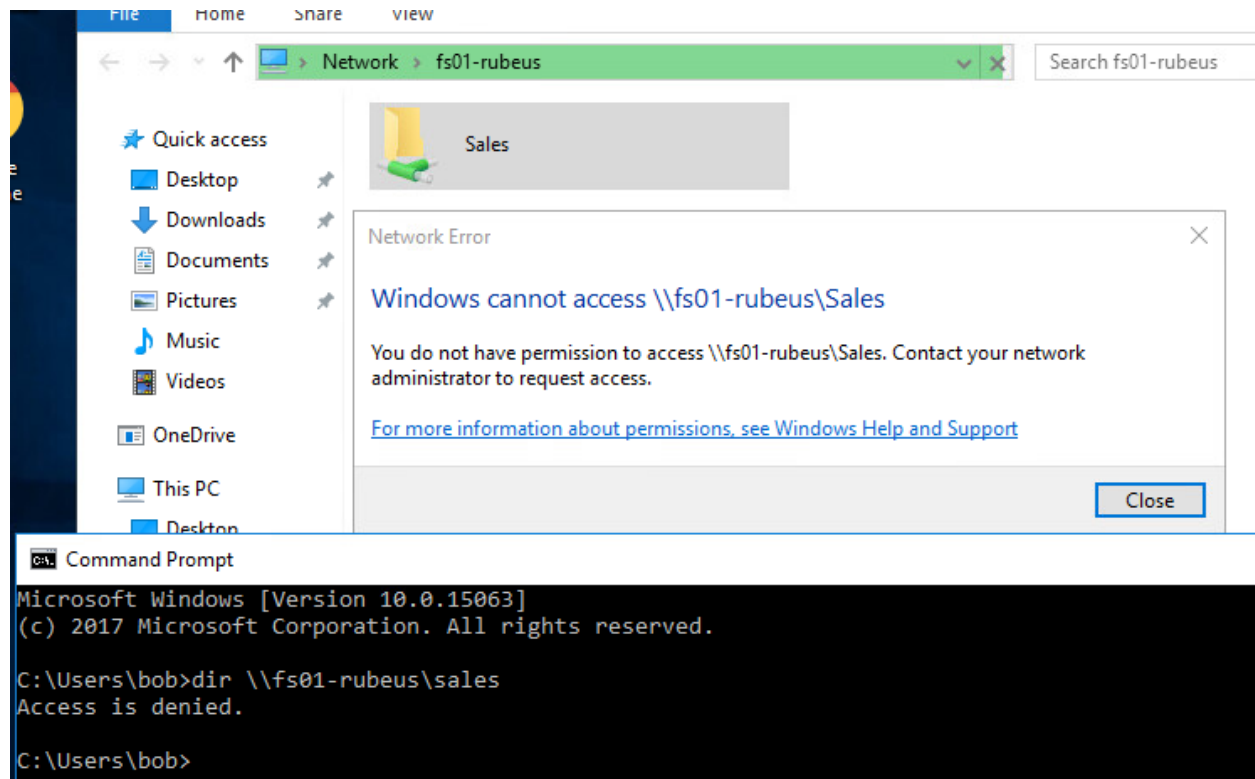 File Home Share View
Network > fs01-rubeus
Search fs01-rubeus
Quick access
Desktop
Downloads
Documents
Pictures
Music
Videos
OneDrive
This PC
Desktop
Sales
Network Error
Windows cannot access \\fs01-rubeus\Sales
You do not have permission to access \\fs01-rubeus\Sales. Contact your network
administrator to request access.
For more information about permissions, see Windows Help and Support
Close
Command Prompt
Microsoft Windows [Version 10.0.15063]
(c) 2017 Microsoft Corporation. All rights reserved.
C:\Users\bob>dir \\fs01-rubeus\sales
Access is denied.
C:\Users\bob>